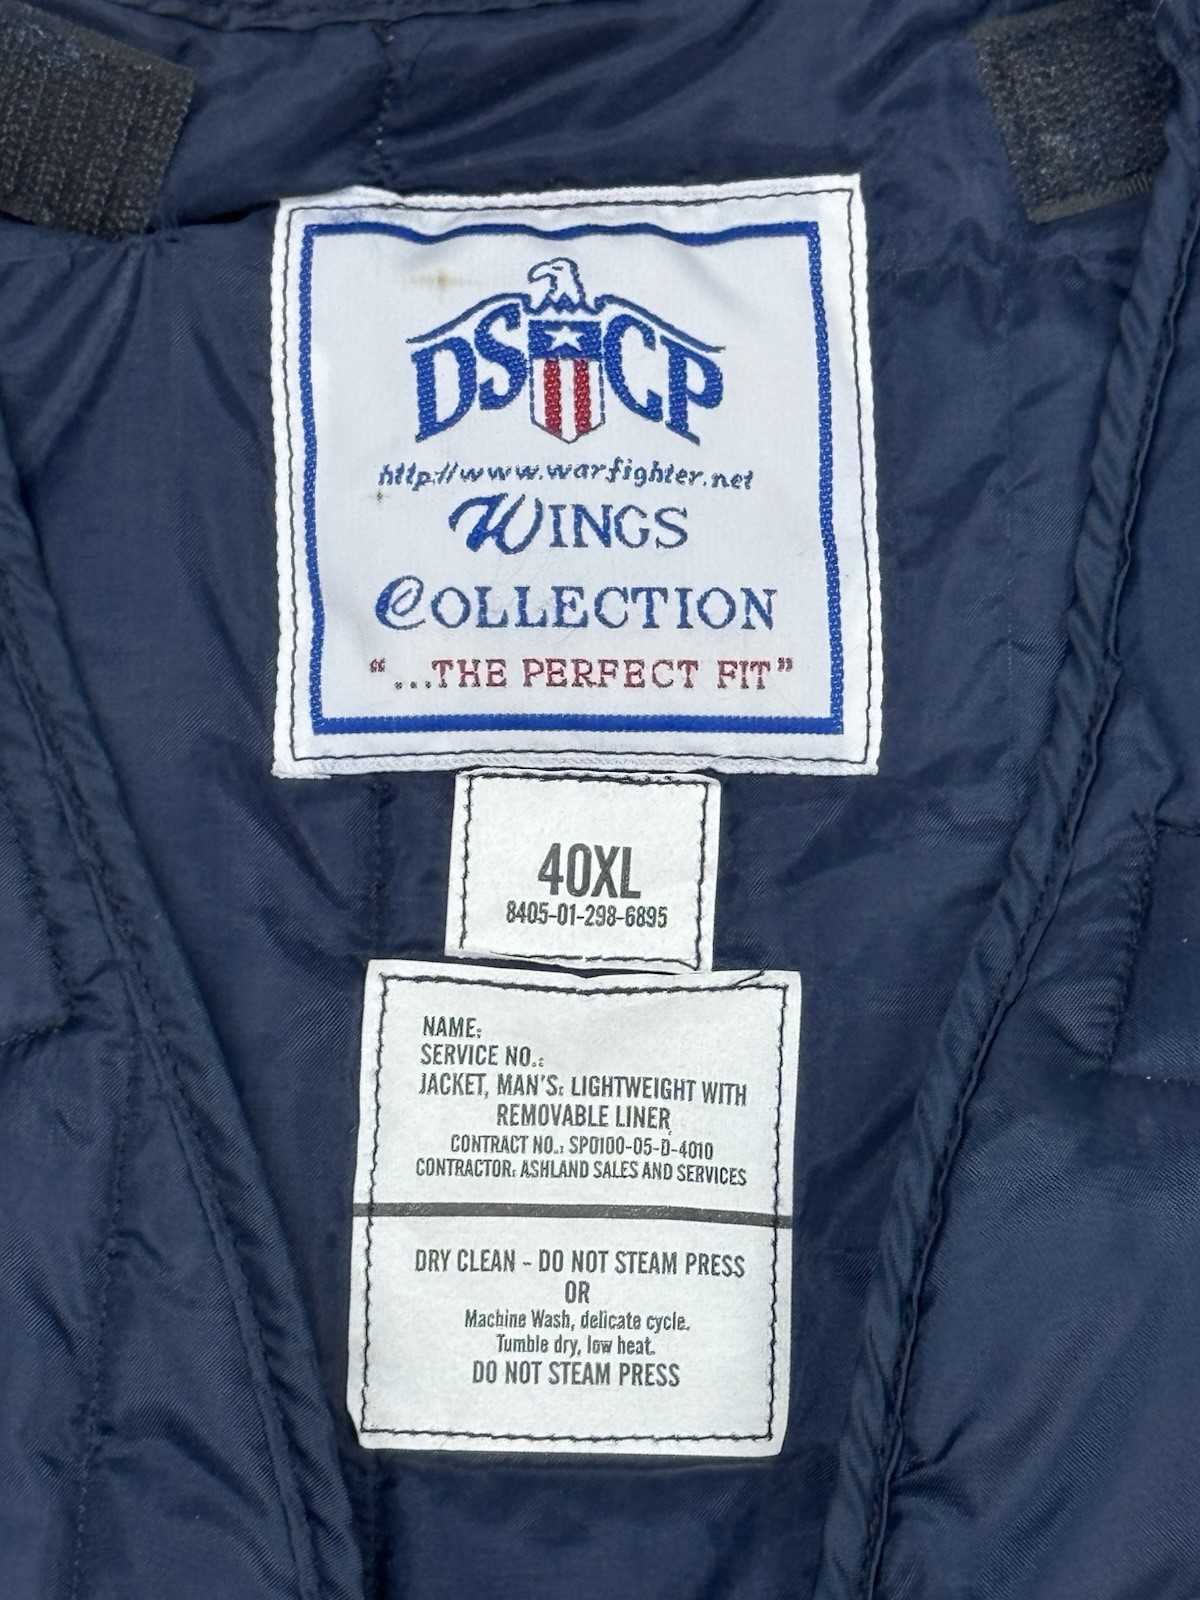 DSCP
http://www.warfighter.net
WINGS
COLLECTION
“...THE PERFECT FIT”
40XL
8405-01-298-6895
NAME:
SERVICE NO.:
JACKET, MAN'S: LIGHTWEIGHT WITH
REMOVABLE LINER
CONTRACT NO.: SP0100-05-D-4010
CONTRACTOR: ASHLAND SALES AND SERVICES
DRY CLEAN - DO NOT STEAM PRESS
OR
Machine Wash, delicate cycle.
Tumble dry, low heat.
DO NOT STEAM PRESS